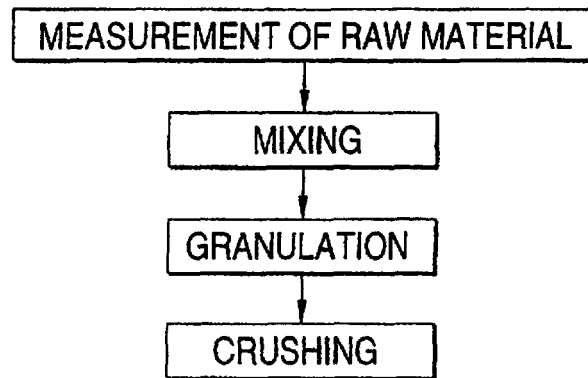 MEASUREMENT OF RAW MATERIAL
MIXING
GRANULATION
CRUSHING